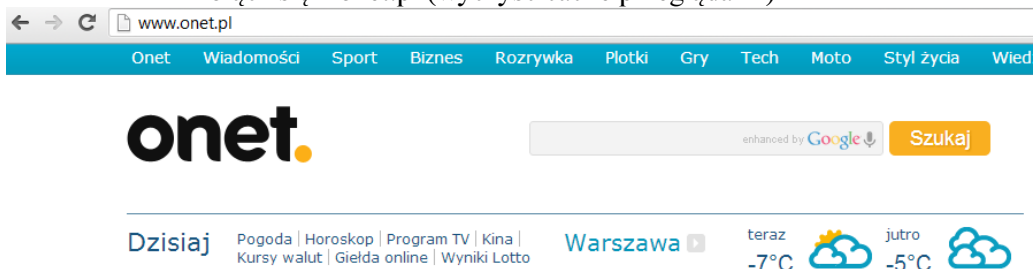 www.onet.pl
Onet Wiadomości Sport Biznes Rozrywka Plotki Gry Tech Moto Styl życia Wied
onet.
enhanced by Google Szukaj
Dzisiaj Pogoda | Horoskop | Program TV | Kina | Warszawa teraz jutro
Kursy walut | Giełda online | Wyniki Lotto -7°C -5°C